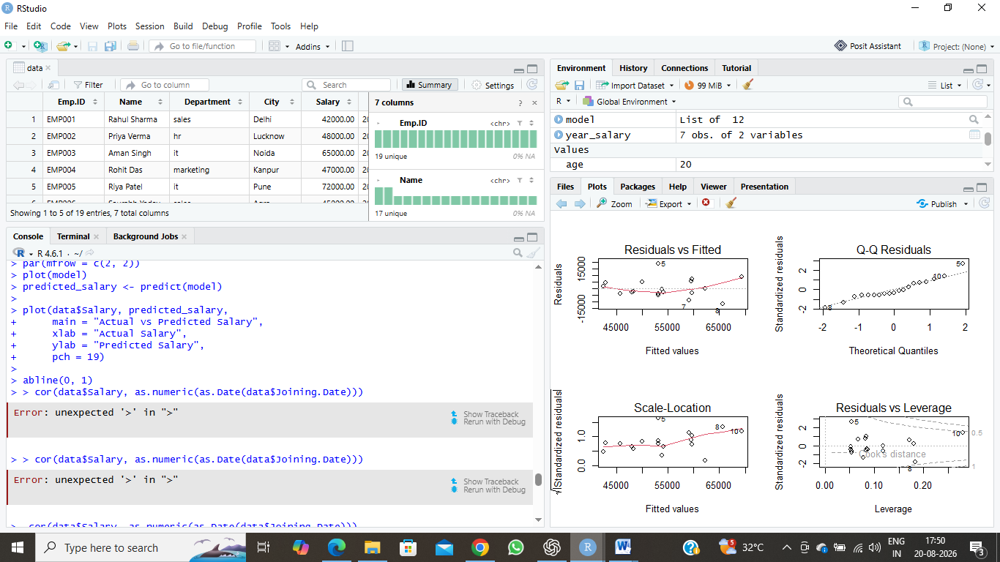 RStudio
File Edit Code View Plots Session Build Debug Profile Tools Help
Go to file/function Addins Posit Assistant Project: (None)
data
Filter Go to column Search Summary Settings
Emp.ID Name Department City Salary
1 EMP001 Rahul Sharma sales Delhi 42000.00 20
2 EMP002 Priya Verma hr Lucknow 48000.00 20
3 EMP003 Aman Singh it Noida 65000.00 20
4 EMP004 Rohit Das marketing Kanpur 47000.00 20
5 EMP005 Riya Patel it Pune 72000.00 20
Showing 1 to 5 of 19 entries, 7 total columns
7 columns ?
Emp.ID <chr>
19 unique 0% NA
Name <chr>
17 unique 0% NA
Console Terminal Background Jobs
R 4.6.1 · ~/
> par(mfrow = c(2, 2))
> plot(model)
> predicted_salary <- predict(model)
>
> plot(data$Salary, predicted_salary,
+ main = "Actual vs Predicted Salary",
+ xlab = "Actual Salary",
+ ylab = "Predicted Salary",
+ pch = 19)
>
> abline(0, 1)
> > cor(data$Salary, as.numeric(as.Date(data$Joining.Date)))
Error: unexpected '>' in ">"
Show Traceback
Rerun with Debug
> > cor(data$Salary, as.numeric(as.Date(data$Joining.Date)))
Error: unexpected '>' in ">"
Show Traceback
Rerun with Debug
> cor(data$Salary, as.numeric(as.Date(data$Joining.Date)))
Environment History Connections Tutorial
Import Dataset 99 MiB List
R Global Environment
model List of 12
year_salary 7 obs. of 2 variables
Values
age 20
Files Plots Packages Help Viewer Presentation
Zoom Export Publish
Residuals vs Fitted
Residuals
-15000 15000
5
7
8
45000 55000 65000
Fitted values
Q-Q Residuals
Standardized residuals
-2 0 2
5
10
8
-2 -1 0 1 2
Theoretical Quantiles
Scale-Location
√|Standardized residuals|
0.0 1.0
5
8
10
45000 55000 65000
Fitted values
Residuals vs Leverage
Standardized residuals
-2 0 2
5
10
8
Cook's distance
0.5
1
0.00 0.10 0.20
Leverage
Type here to search
32°C
ENG
IN
17:50
20-08-2026
3